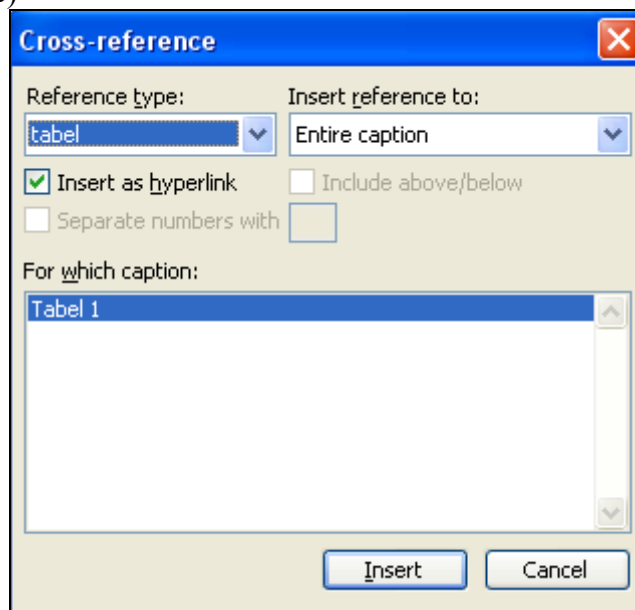 Cross-reference
Reference type: Insert reference to:
tabel Entire caption
Insert as hyperlink Include above/below
Separate numbers with
For which caption:
Tabel 1
Insert Cancel